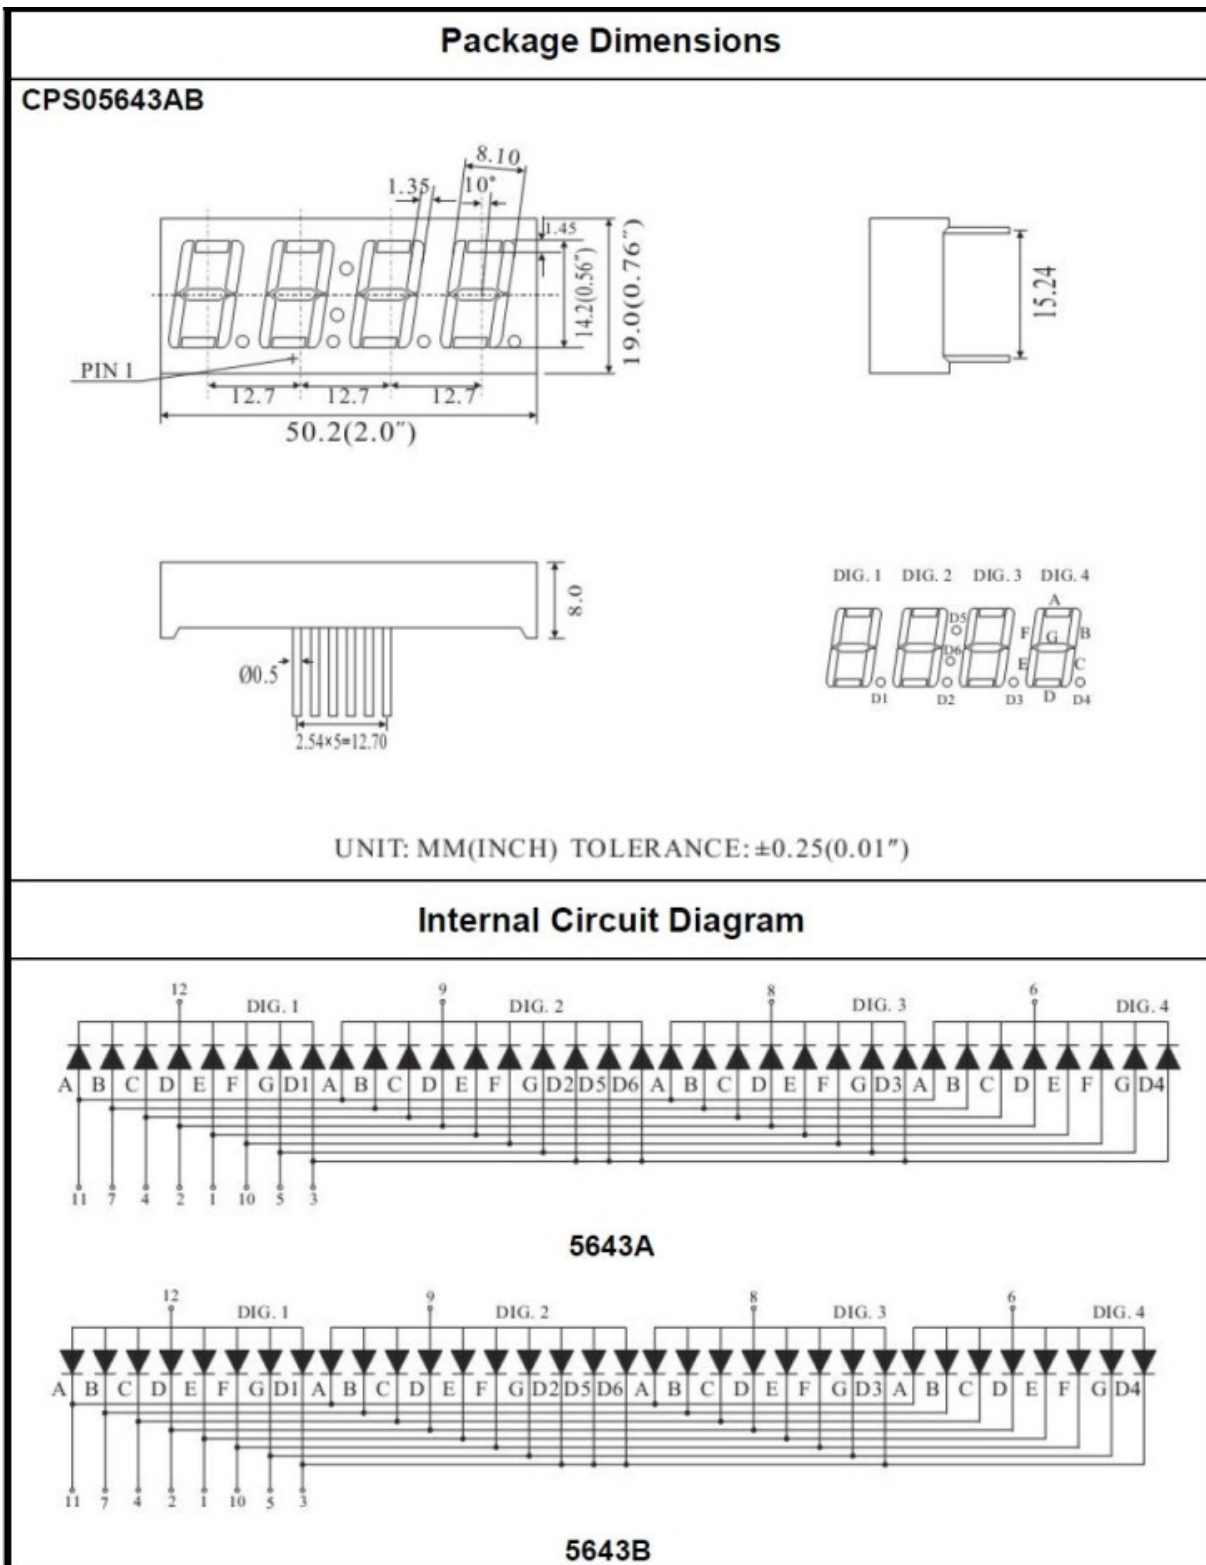 Package Dimensions
CPS05643AB
8.10
1.35 10°
1.45
14.2(0.56″)
19.0(0.76″)
15.24
PIN 1
12.7 12.7 12.7
50.2(2.0″)
8.0
Ø0.5
2.54×5=12.70
DIG. 1 DIG. 2 DIG. 3 DIG. 4
A
D5
F G B
D6
E C
D1 D2 D3 D D4
UNIT: MM(INCH) TOLERANCE: ±0.25(0.01″)
Internal Circuit Diagram
12 9 8 6
DIG. 1 DIG. 2 DIG. 3 DIG. 4
A B C D E F G D1 A B C D E F G D2 D5 D6 A B C D E F G D3 A B C D E F G D4
11 7 4 2 1 10 5 3
5643A
12 9 8 6
DIG. 1 DIG. 2 DIG. 3 DIG. 4
A B C D E F G D1 A B C D E F G D2 D5 D6 A B C D E F G D3 A B C D E F G D4
11 7 4 2 1 10 5 3
5643B